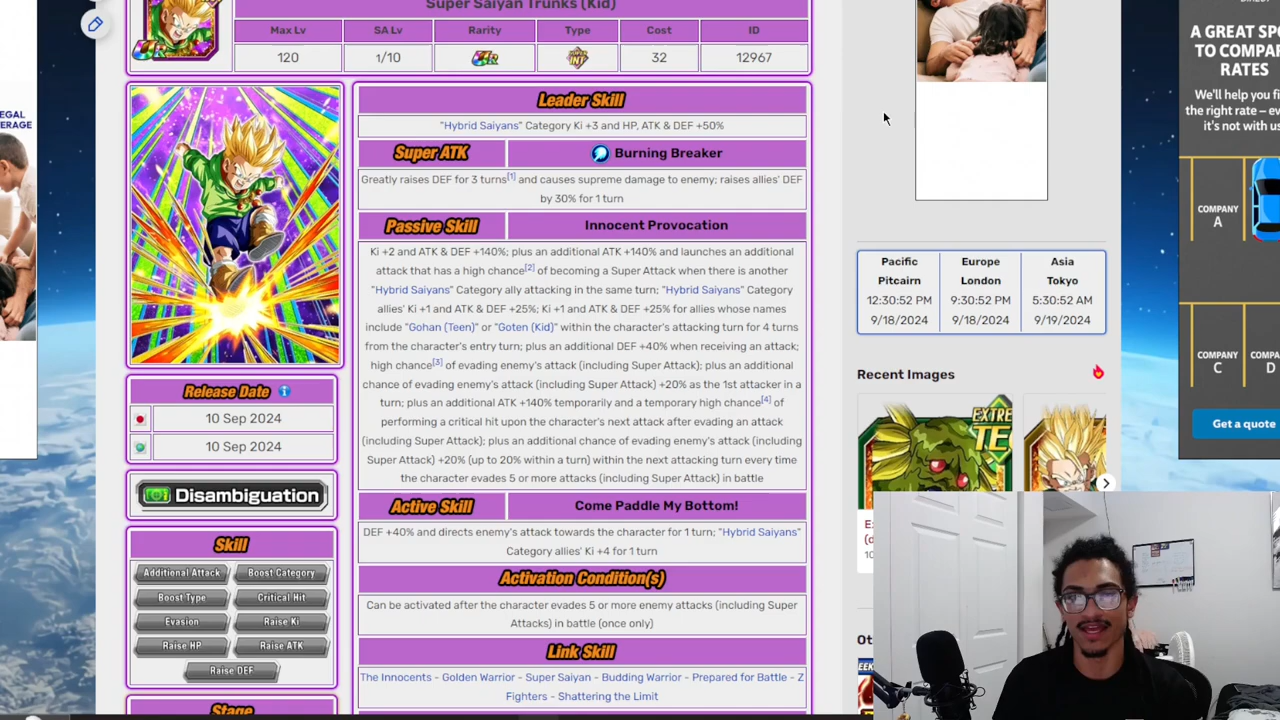 Super Saiyan Trunks (Kid)
Max Lv
SA Lv
Rarity
Type
Cost
ID
120
1/10
UR
INT
32
12967
Leader Skill
"Hybrid Saiyans" Category Ki +3 and HP, ATK & DEF +50%
Super ATK
Burning Breaker
Greatly raises DEF for 3 turns[1] and causes supreme damage to enemy; raises allies' DEF
by 30% for 1 turn
Passive Skill
Innocent Provocation
Ki +2 and ATK & DEF +140%; plus an additional ATK +140% and launches an additional
attack that has a high chance[2] of becoming a Super Attack when there is another
"Hybrid Saiyans" Category ally attacking in the same turn; "Hybrid Saiyans" Category
allies' Ki +1 and ATK & DEF +25%; Ki +1 and ATK & DEF +25% for allies whose names
include "Gohan (Teen)" or "Goten (Kid)" within the character's attacking turn for 4 turns
from the character's entry turn; plus an additional DEF +40% when receiving an attack;
high chance[3] of evading enemy's attack (including Super Attack); plus an additional
chance of evading enemy's attack (including Super Attack) +20% as the 1st attacker in a
turn; plus an additional ATK +140% temporarily and a temporary high chance[4] of
performing a critical hit upon the character's next attack after evading an attack
(including Super Attack); plus an additional chance of evading enemy's attack (including
Super Attack) +20% (up to 20% within a turn) within the next attacking turn every time
the character evades 5 or more attacks (including Super Attack) in battle
Active Skill
Come Paddle My Bottom!
DEF +40% and directs enemy's attack towards the character for 1 turn; "Hybrid Saiyans"
Category allies' Ki +4 for 1 turn
Activation Condition(s)
Can be activated after the character evades 5 or more enemy attacks (including Super
Attacks) in battle (once only)
Link Skill
The Innocents - Golden Warrior - Super Saiyan - Budding Warrior - Prepared for Battle - Z
Fighters - Shattering the Limit
Release Date
10 Sep 2024
10 Sep 2024
Disambiguation
Skill
Additional Attack
Boost Category
Boost Type
Critical Hit
Evasion
Raise Ki
Raise HP
Raise ATK
Raise DEF
Stage
Pacific
Pitcairn
12:30:52 PM
9/18/2024
Europe
London
9:30:52 PM
9/18/2024
Asia
Tokyo
5:30:52 AM
9/19/2024
Recent Images
EXTRE
TE
A GREAT SP
TO COMPAR
RATES
We'll help you fi
the right rate – ev
it's not with us
COMPANY
A
COMPANY
C
COMPANY
D
Get a quote
EGAL
ERAGE